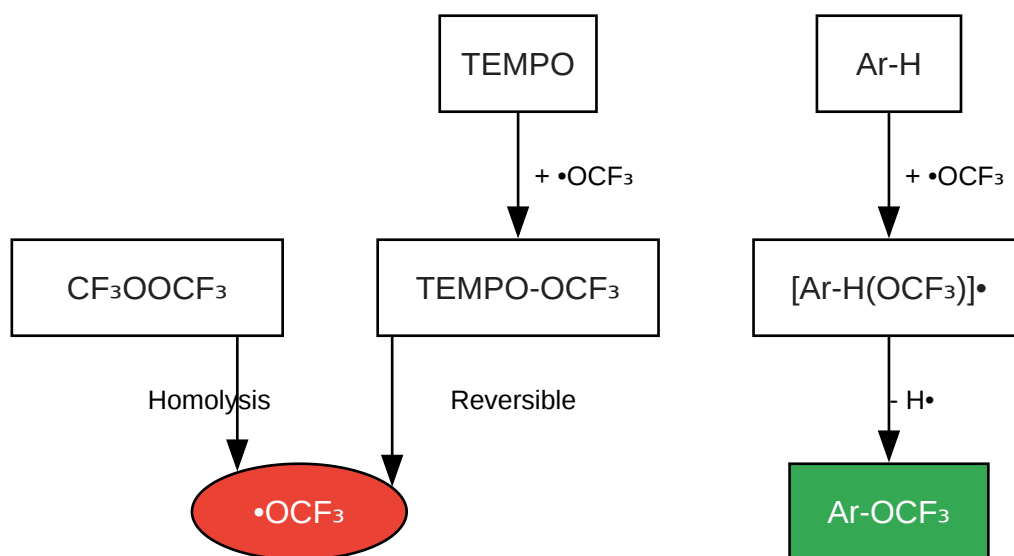 TEMPO
Ar-H
+ •OCF₃
+ •OCF₃
CF₃OOCF₃
TEMPO-OCF₃
[Ar-H(OCF₃)]•
Homolysis
Reversible
- H•
•OCF₃
Ar-OCF₃